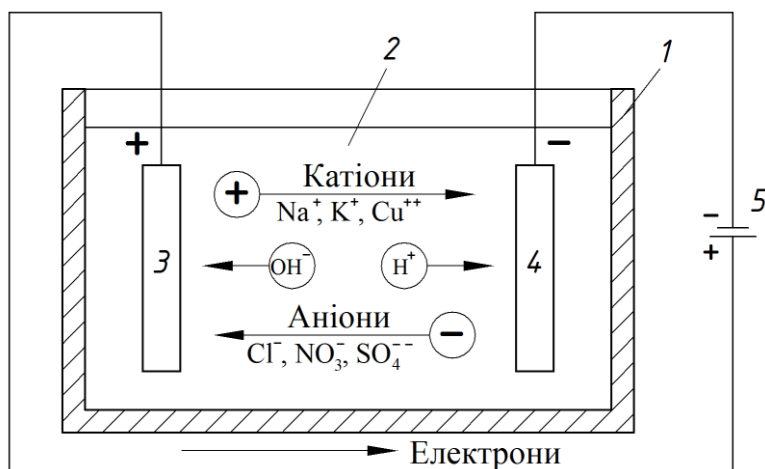 2
1
+
−
+ Катіони
Na⁺, K⁺, Cu⁺⁺
5
−
+
3
OH⁻
H⁺
4
Аніони −
Cl⁻, NO₃⁻, SO₄⁻⁻
Електрони